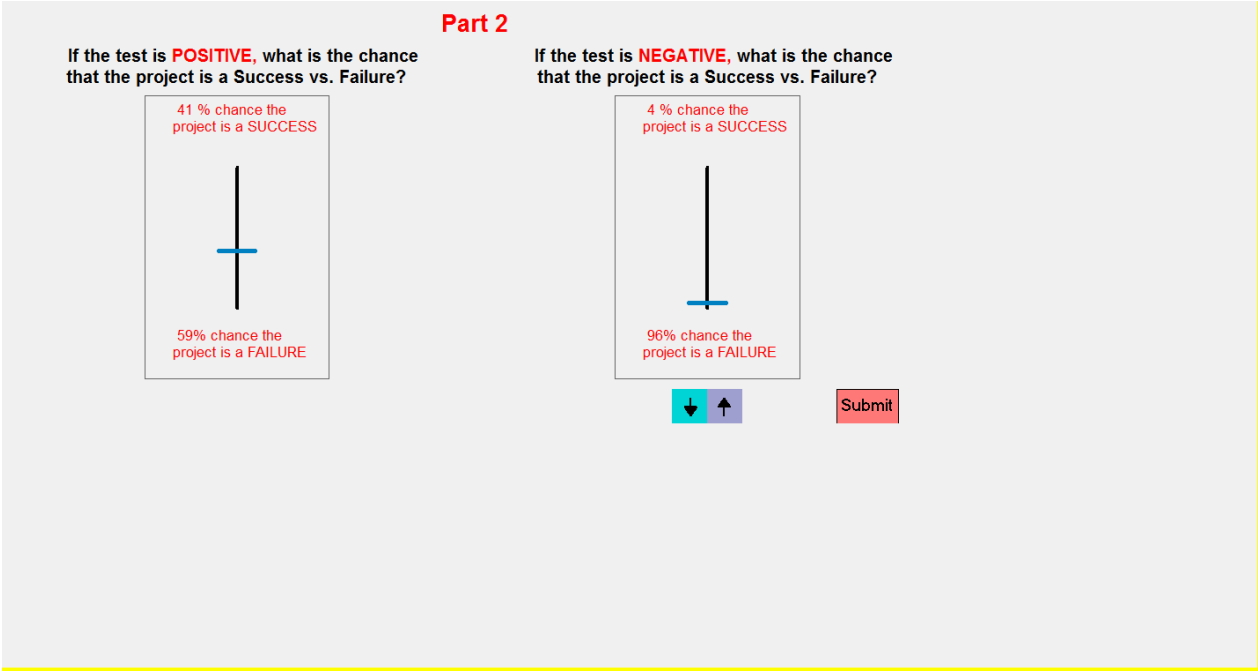 Part 2
If the test is POSITIVE, what is the chance
that the project is a Success vs. Failure?
41 % chance the
project is a SUCCESS
59% chance the
project is a FAILURE
If the test is NEGATIVE, what is the chance
that the project is a Success vs. Failure?
4 % chance the
project is a SUCCESS
96% chance the
project is a FAILURE
Submit